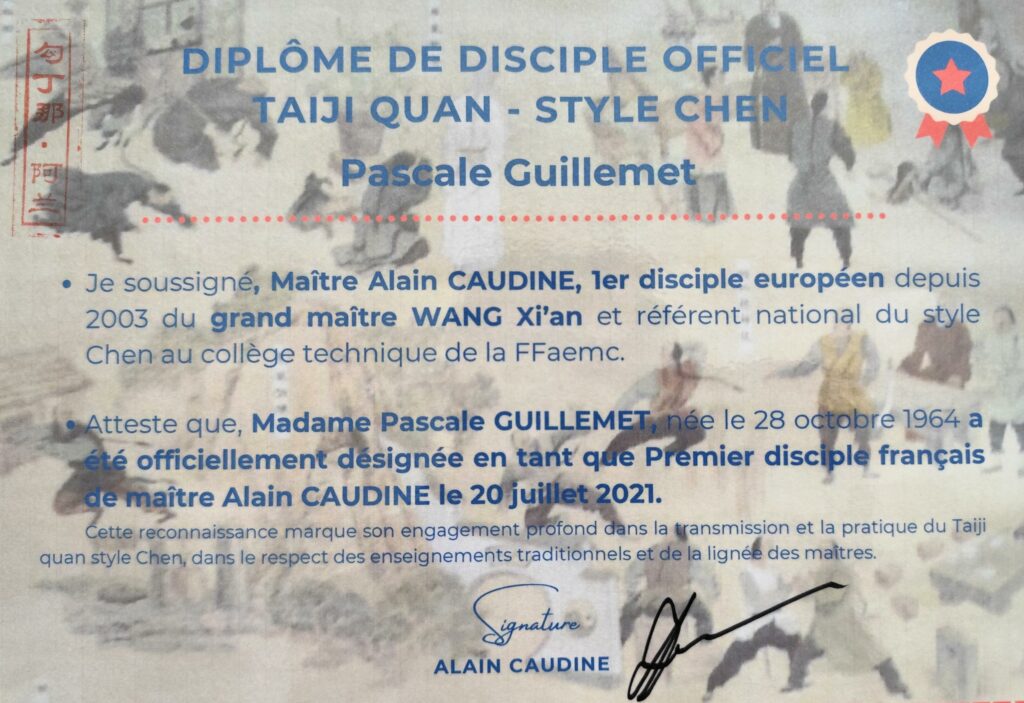 DIPLÔME DE DISCIPLE OFFICIEL
TAIJI QUAN - STYLE CHEN
Pascale Guillemet
• Je soussigné, Maître Alain CAUDINE, 1er disciple européen depuis
2003 du grand maître WANG Xi’an et référent national du style
Chen au collège technique de la FFaemc.
• Atteste que, Madame Pascale GUILLEMET, née le 28 octobre 1964 a
été officiellement désignée en tant que Premier disciple français
de maître Alain CAUDINE le 20 juillet 2021.
Cette reconnaissance marque son engagement profond dans la transmission et la pratique du Taiji
quan style Chen, dans le respect des enseignements traditionnels et de la lignée des maîtres.
Signature
ALAIN CAUDINE